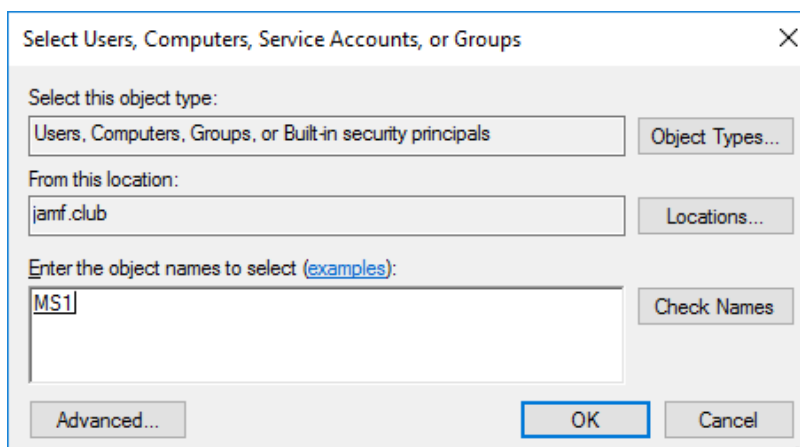 Select Users, Computers, Service Accounts, or Groups
Select this object type:
Users, Computers, Groups, or Built-in security principals
Object Types...
From this location:
jamf.club
Locations...
Enter the object names to select (examples):
MS1
Check Names
Advanced...
OK
Cancel